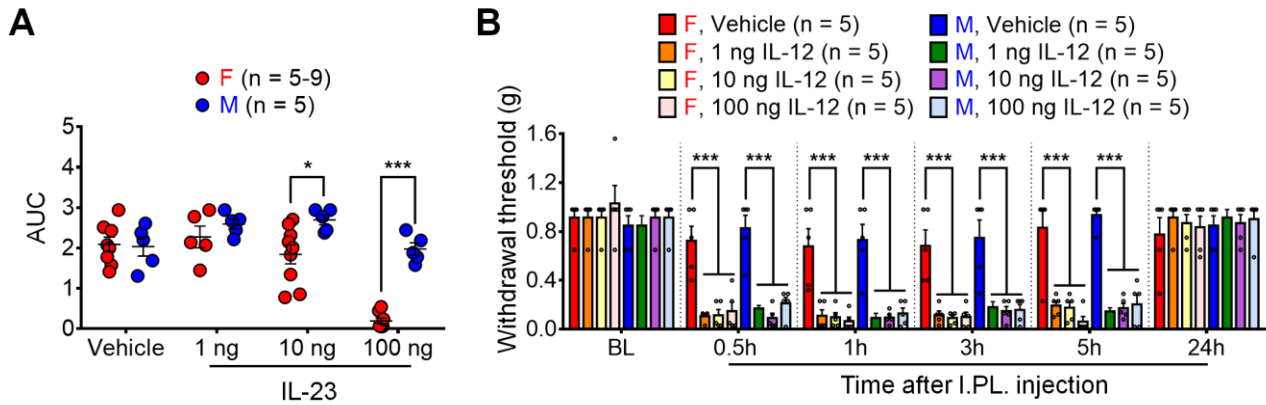 A
F (n = 5-9)
M (n = 5)
AUC
5
4
3
2
1
0
*
***
Vehicle 1 ng 10 ng 100 ng
IL-23
B
F, Vehicle (n = 5) M, Vehicle (n = 5)
F, 1 ng IL-12 (n = 5) M, 1 ng IL-12 (n = 5)
F, 10 ng IL-12 (n = 5) M, 10 ng IL-12 (n = 5)
F, 100 ng IL-12 (n = 5) M, 100 ng IL-12 (n = 5)
Withdrawal threshold (g)
1.6
1.2
0.8
0.4
0.0
*** *** *** *** *** *** *** ***
BL 0.5h 1h 3h 5h 24h
Time after I.PL. injection